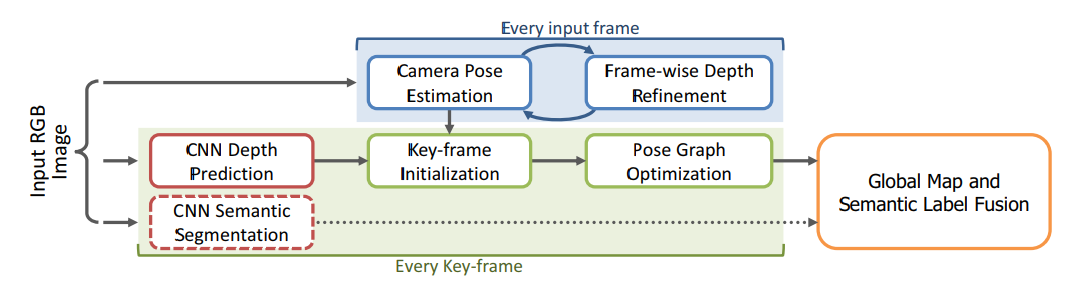 Every input frame
Input RGB
Image
Camera Pose
Estimation
Frame-wise Depth
Refinement
CNN Depth
Prediction
Key-frame
Initialization
Pose Graph
Optimization
CNN Semantic
Segmentation
Global Map and
Semantic Label Fusion
Every Key-frame